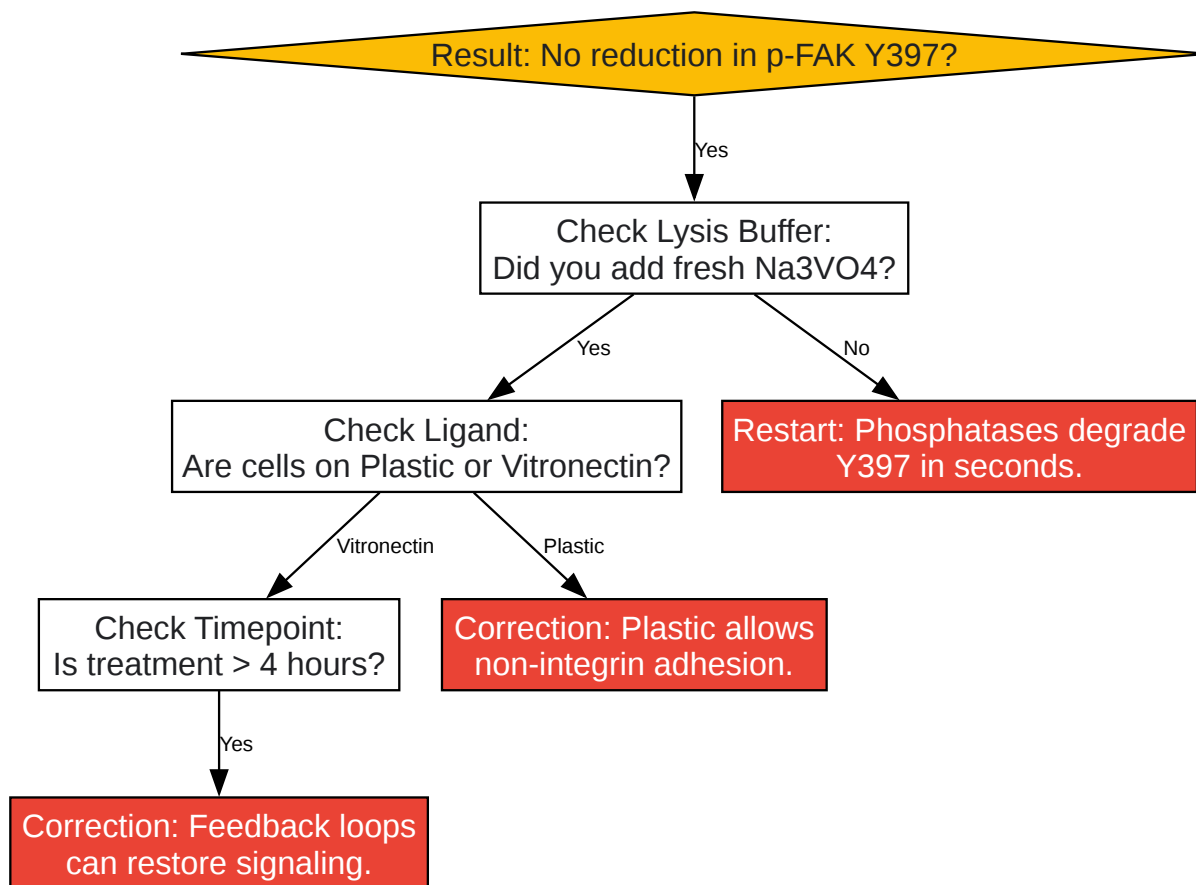 Result: No reduction in p-FAK Y397?
Yes
Check Lysis Buffer:
Did you add fresh Na3VO4?
Yes
No
Check Ligand:
Are cells on Plastic or Vitronectin?
Restart: Phosphatases degrade
Y397 in seconds.
Vitronectin
Plastic
Check Timepoint:
Is treatment > 4 hours?
Correction: Plastic allows
non-integrin adhesion.
Yes
Correction: Feedback loops
can restore signaling.